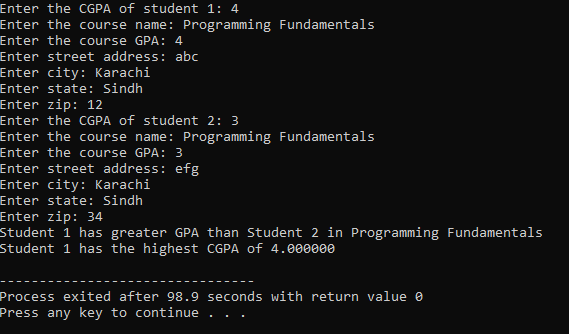 Enter the CGPA of student 1: 4
Enter the course name: Programming Fundamentals
Enter the course GPA: 4
Enter street address: abc
Enter city: Karachi
Enter state: Sindh
Enter zip: 12
Enter the CGPA of student 2: 3
Enter the course name: Programming Fundamentals
Enter the course GPA: 3
Enter street address: efg
Enter city: Karachi
Enter state: Sindh
Enter zip: 34
Student 1 has greater GPA than Student 2 in Programming Fundamentals
Student 1 has the highest CGPA of 4.000000
--------------------------------
Process exited after 98.9 seconds with return value 0
Press any key to continue . . .